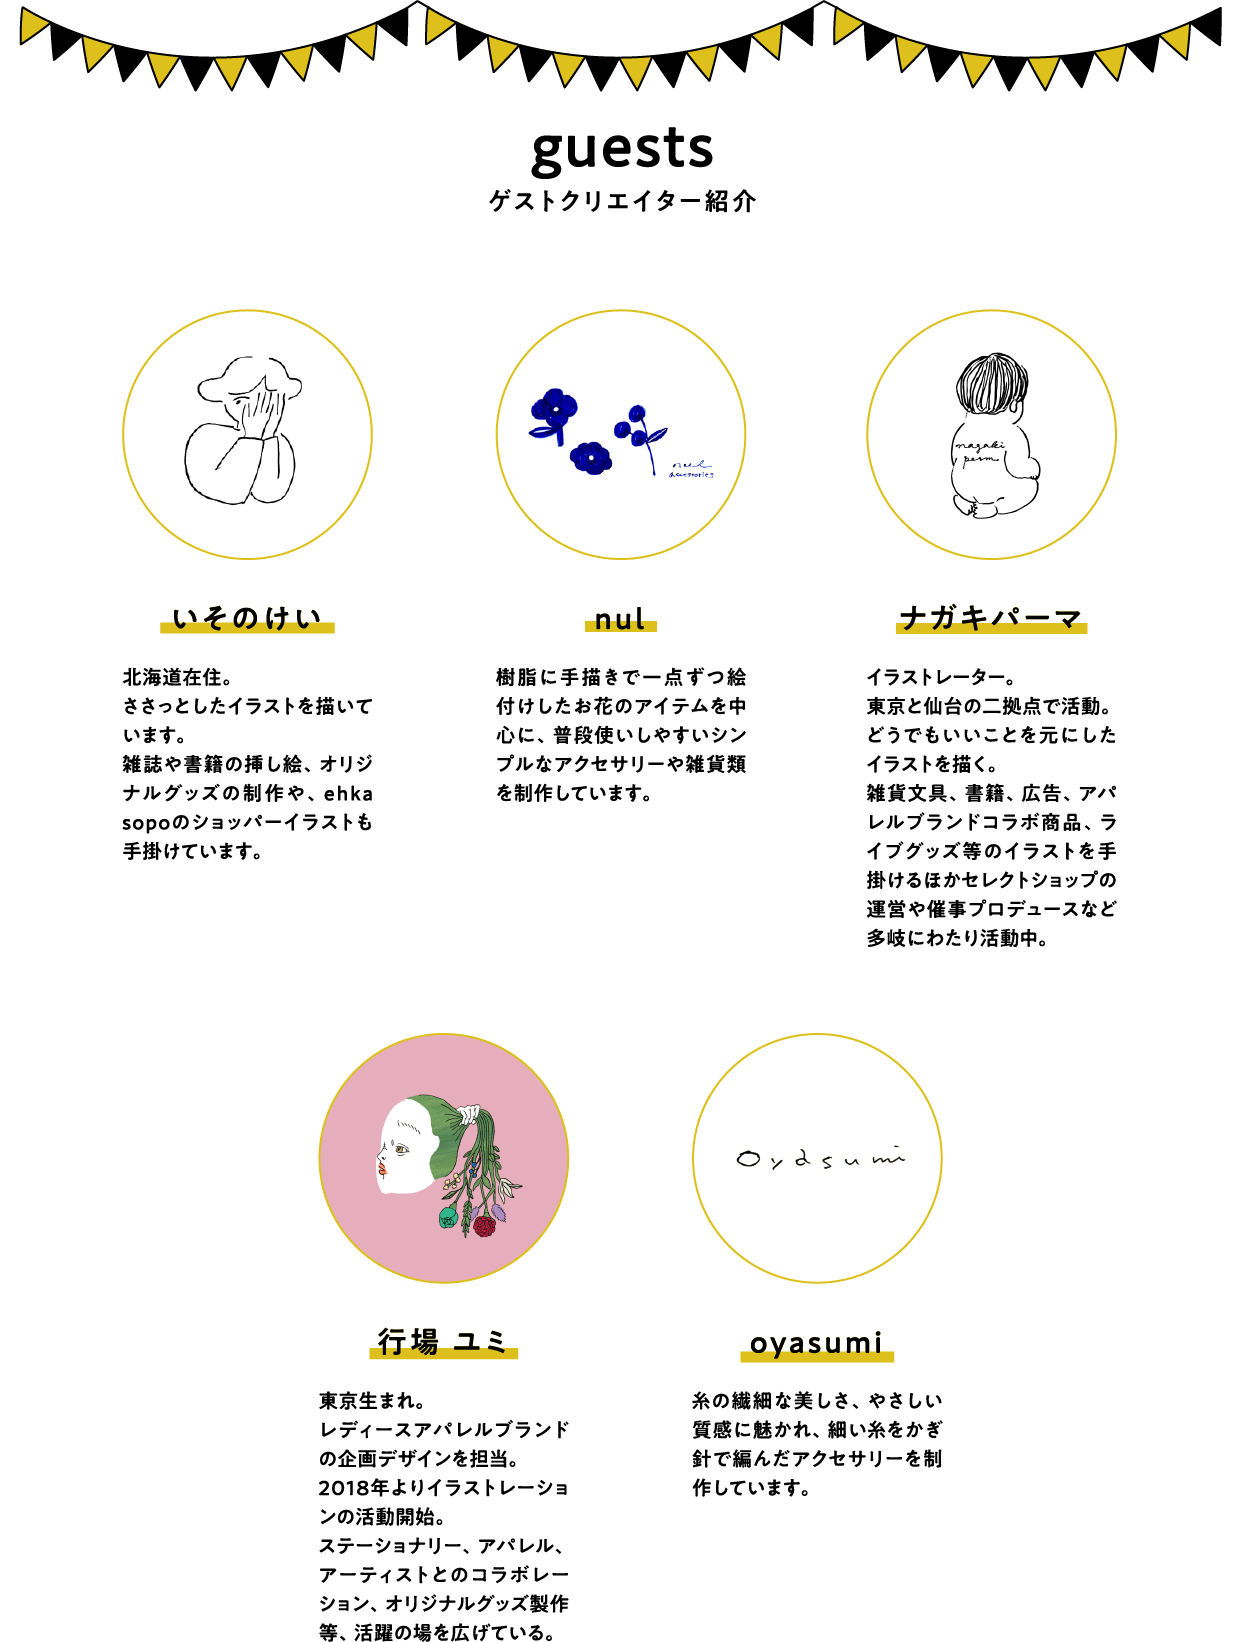 guests
ゲストクリエイター紹介
nul
accessories
nagaki
perm
いそのけい
北海道在住。
ささっとしたイラストを描いて
います。
雑誌や書籍の挿し絵、オリジ
ナルグッズの制作や、ehka
sopoのショッパーイラストも
手掛けています。
nul
樹脂に手描きで一点ずつ絵
付けしたお花のアイテムを中
心に、普段使いしやすいシン
プルなアクセサリーや雑貨類
を制作しています。
ナガキパーマ
イラストレーター。
東京と仙台の二拠点で活動。
どうでもいいことを元にした
イラストを描く。
雑貨文具、書籍、広告、アパ
レルブランドコラボ商品、ラ
イブグッズ等のイラストを手
掛けるほかセレクトショップの
運営や催事プロデュースなど
多岐にわたり活動中。
oyasumi
行場 ユミ
東京生まれ。
レディースアパレルブランド
の企画デザインを担当。
2018年よりイラストレーショ
ンの活動開始。
ステーショナリー、アパレル、
アーティストとのコラボレー
ション、オリジナルグッズ製作
等、活躍の場を広げている。
oyasumi
糸の繊細な美しさ、やさしい
質感に魅かれ、細い糸をかぎ
針で編んだアクセサリーを制
作しています。